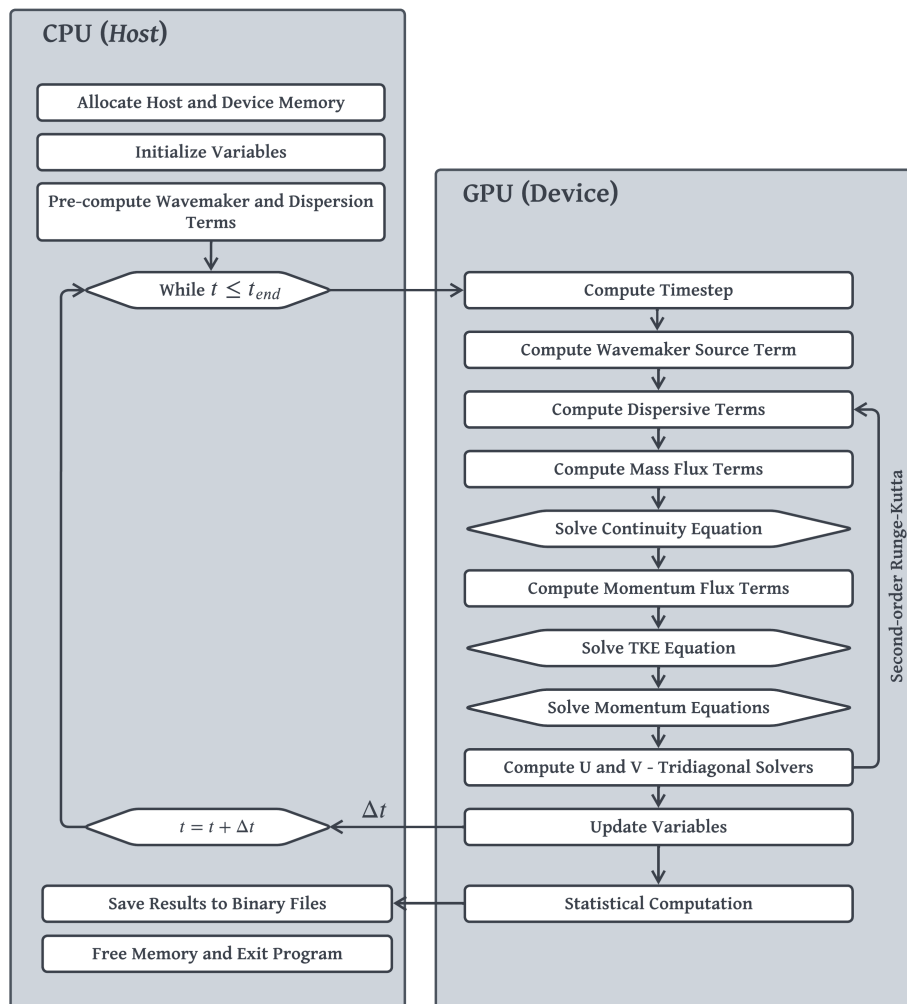 CPU (Host)
Allocate Host and Device Memory
Initialize Variables
Pre-compute Wavemaker and Dispersion
Terms
While t ≤ t_end
t = t + Δt
Save Results to Binary Files
Free Memory and Exit Program
Δt
GPU (Device)
Compute Timestep
Compute Wavemaker Source Term
Compute Dispersive Terms
Compute Mass Flux Terms
Solve Continuity Equation
Compute Momentum Flux Terms
Solve TKE Equation
Solve Momentum Equations
Compute U and V - Tridiagonal Solvers
Update Variables
Statistical Computation
Second-order Runge-Kutta